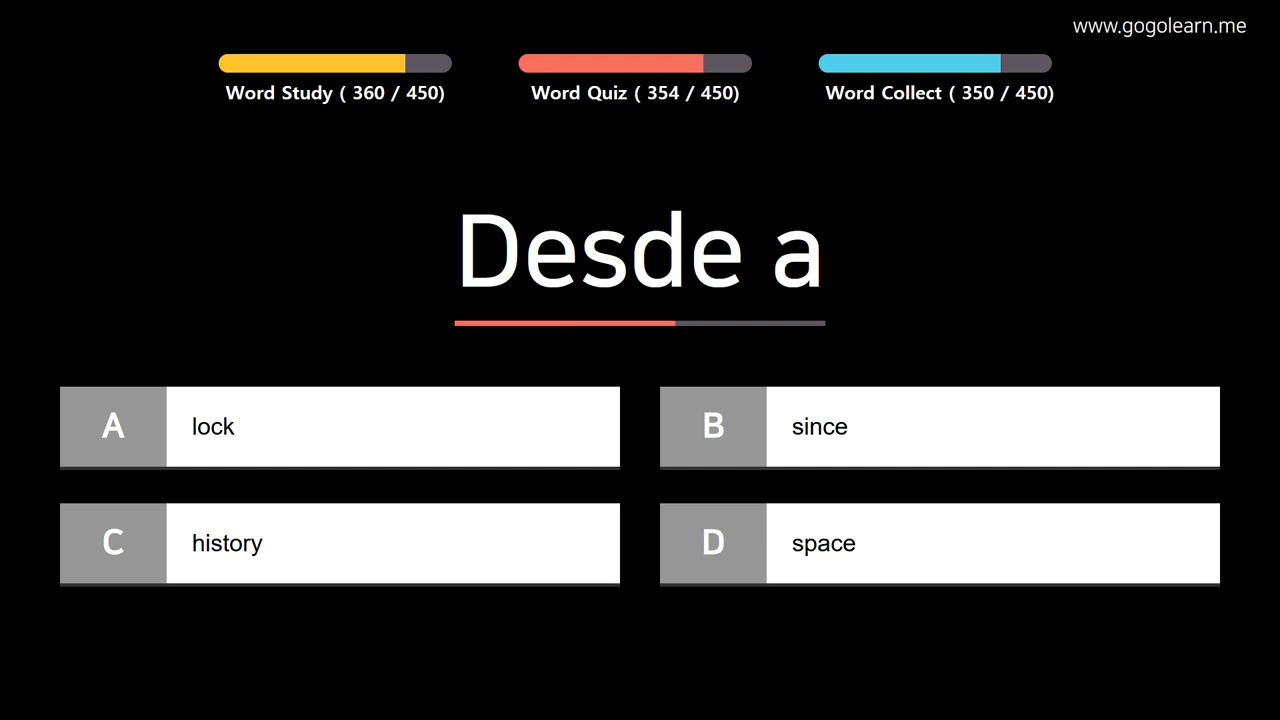 www.gogolearn.me
Word Study ( 360 / 450)
Word Quiz ( 354 / 450)
Word Collect ( 350 / 450)
Desde a
A lock
B since
C history
D space